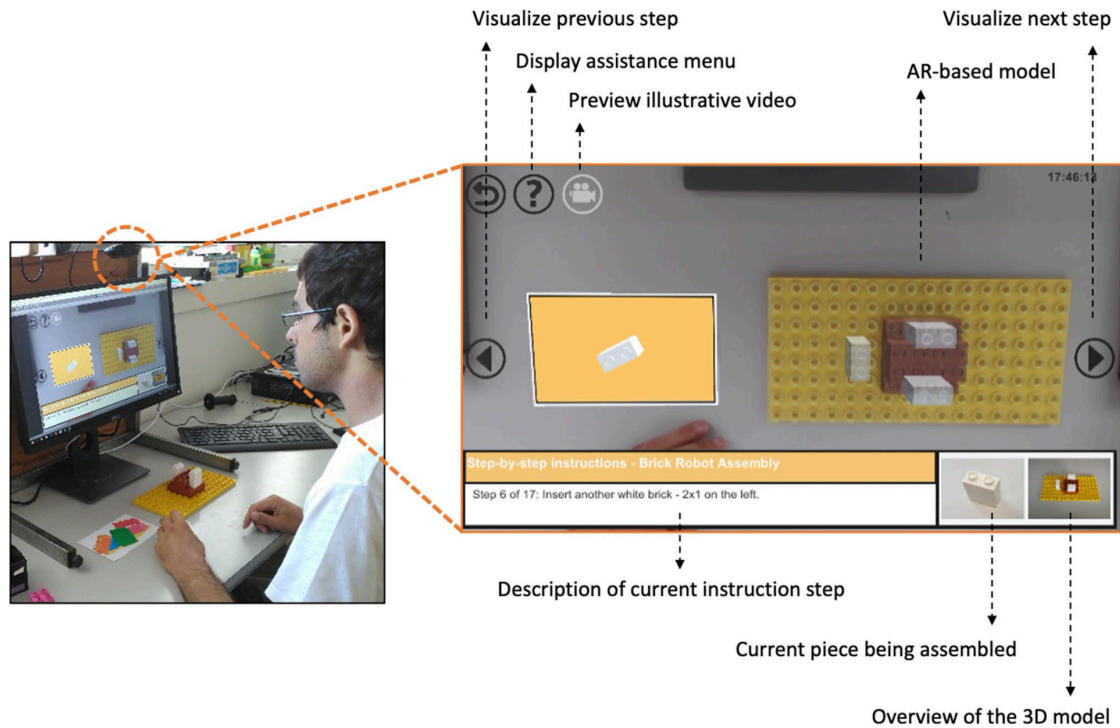 Visualize previous step
Visualize next step
Display assistance menu
AR-based model
Preview illustrative video
17:46:13
?
Step-by-step instructions - Brick Robot Assembly
Step 6 of 17: Insert another white brick - 2x1 on the left.
Description of current instruction step
Current piece being assembled
Overview of the 3D model